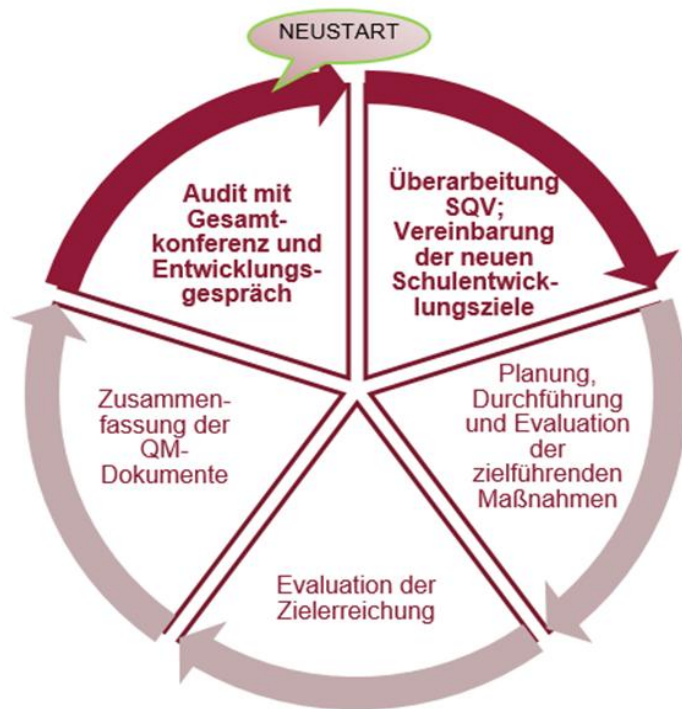 NEUSTART
Überarbeitung
SQV;
Vereinbarung
der neuen
Schulentwick-
lungsziele
Planung,
Durchführung
und Evaluation
der
zielführenden
Maßnahmen
Evaluation der
Zielerreichung
Zusammen-
fassung der
QM-
Dokumente
Audit mit
Gesamt-
konferenz und
Entwicklungs-
gespräch